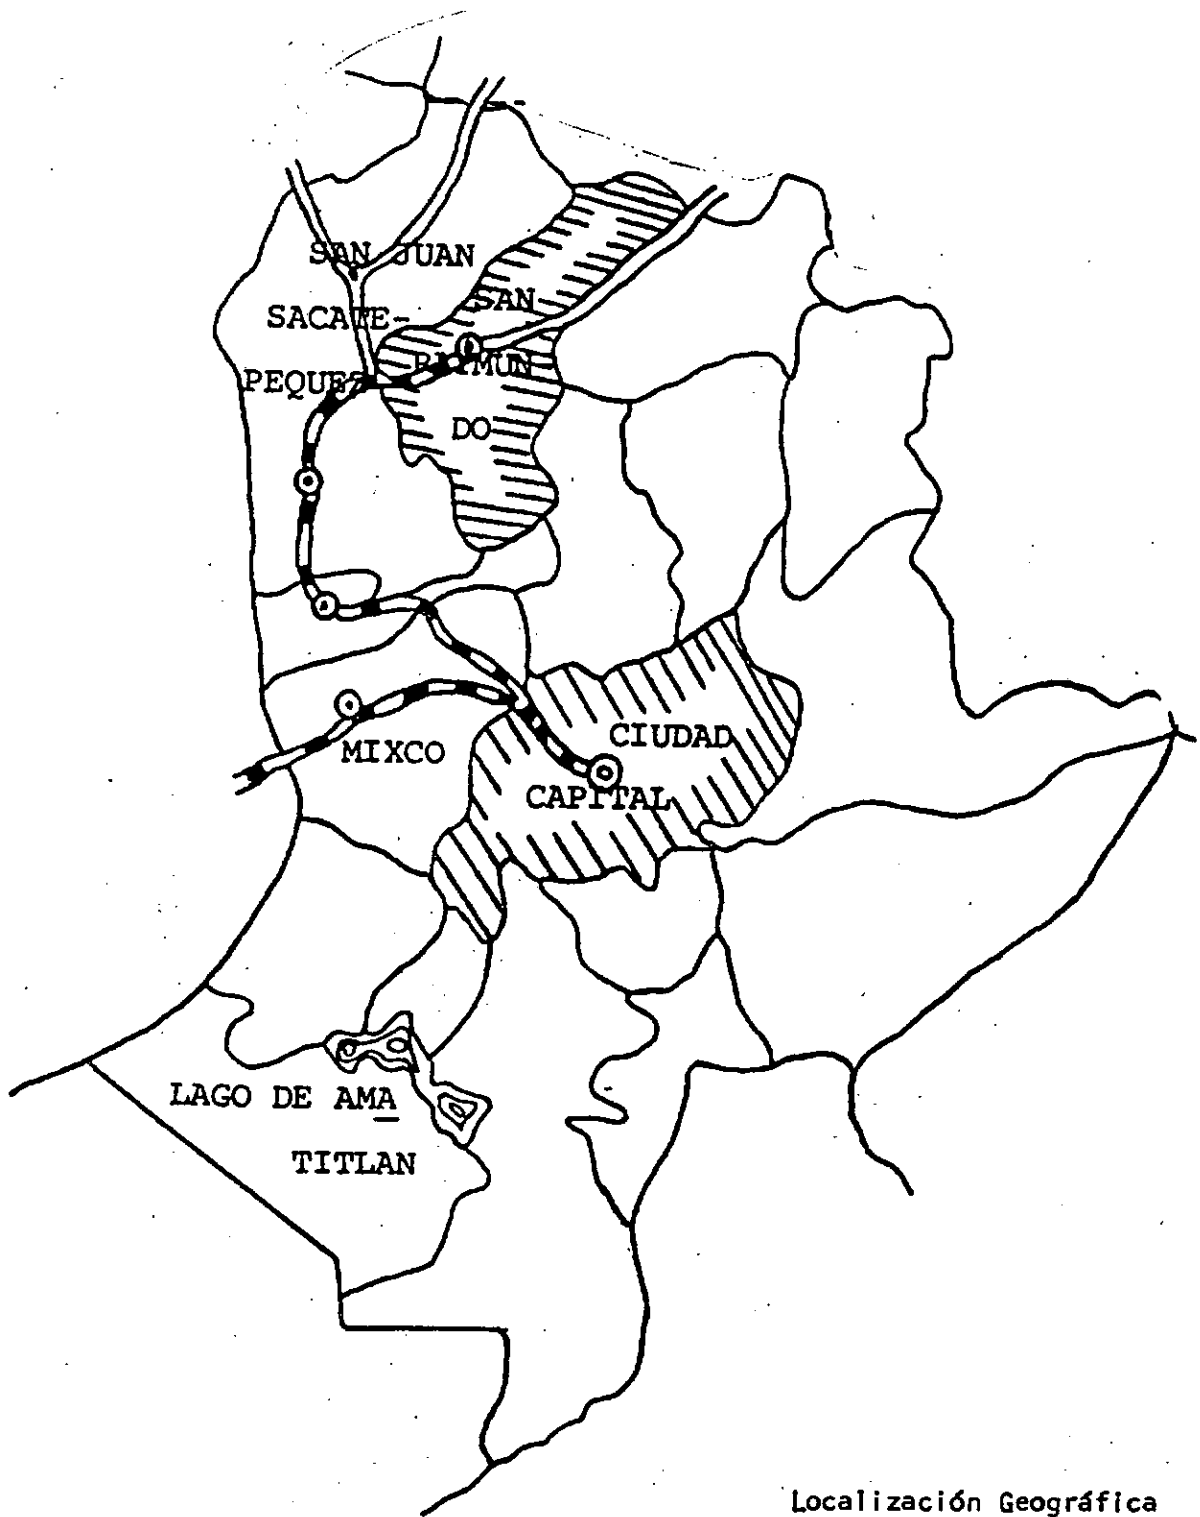 SAN JUAN
SACATE-
PEQUEZ
SAN
RAYMUN
DO
CIUDAD
CAPITAL
MIXCO
LAGO DE AMA
TITLAN
Localización Geográfica